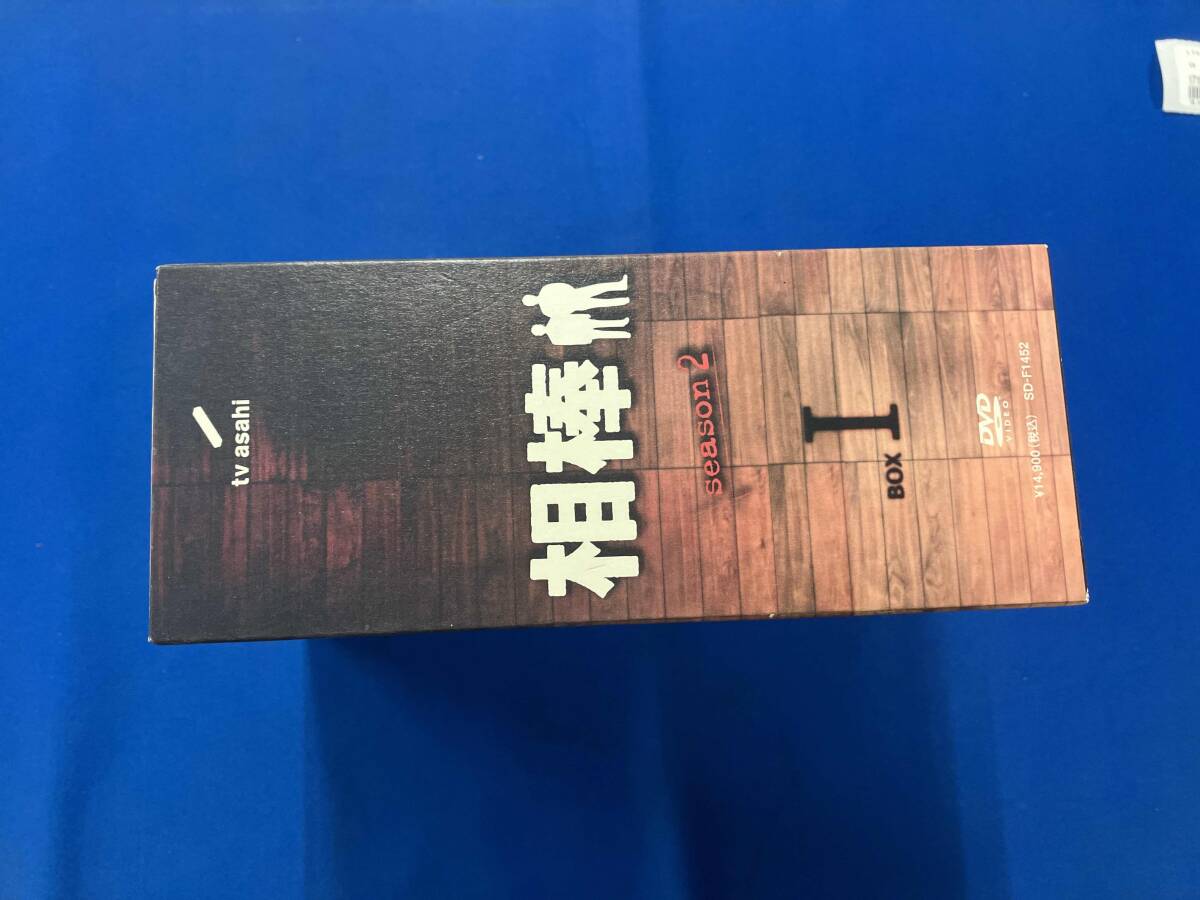 tv asahi
相棒
season 2
BOX
I
DVD
VIDEO
¥14,900(税込) SD-F1452